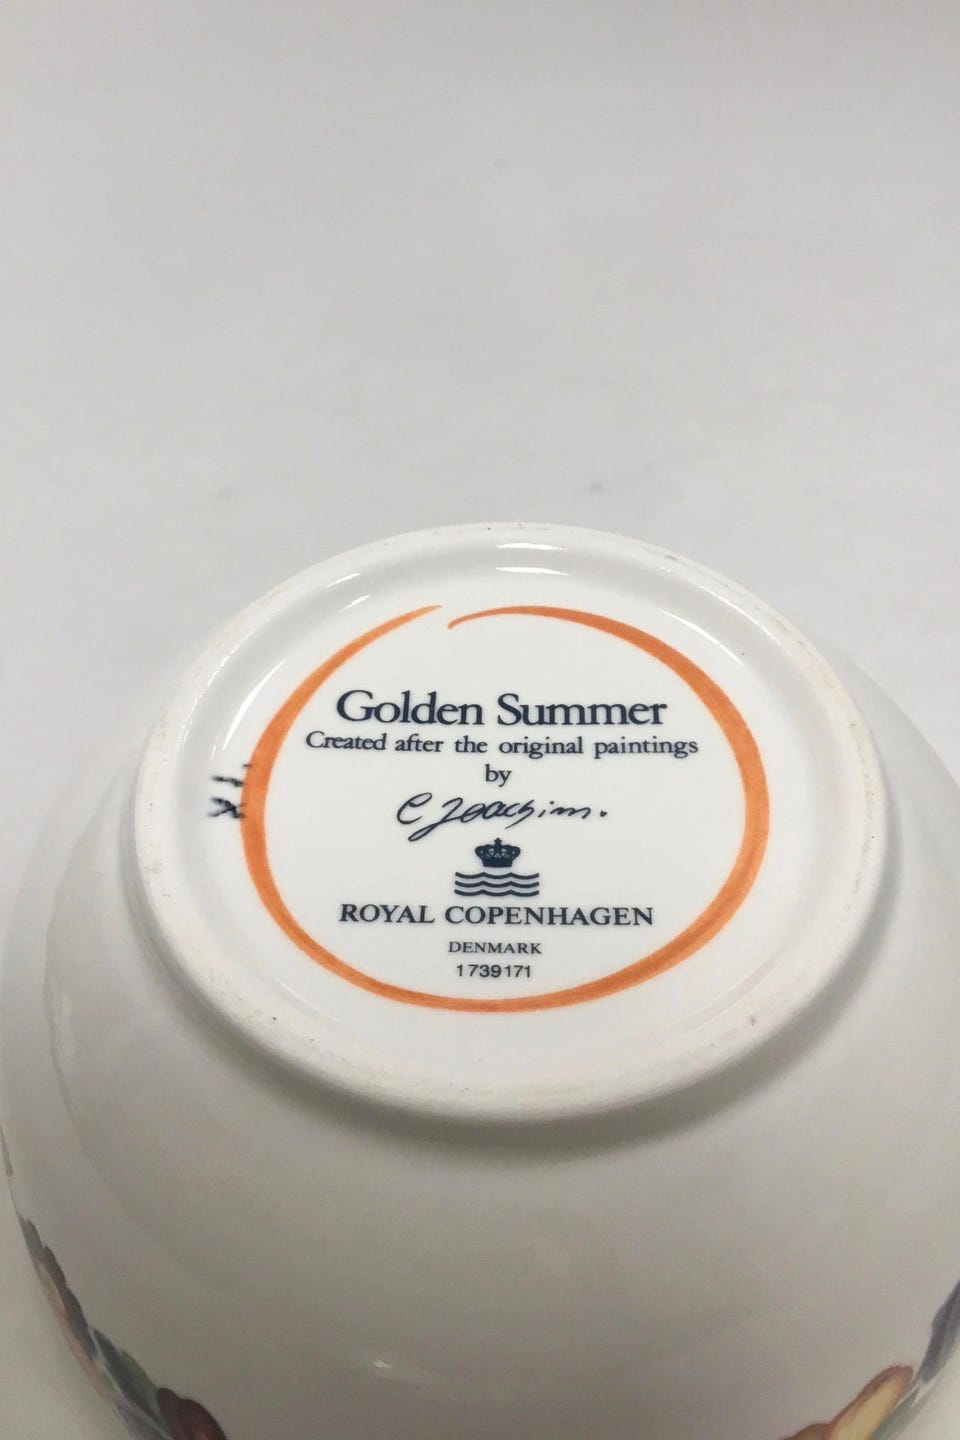 Golden Summer
Created after the original paintings
by
C Joachim.
ROYAL COPENHAGEN
DENMARK
1739171